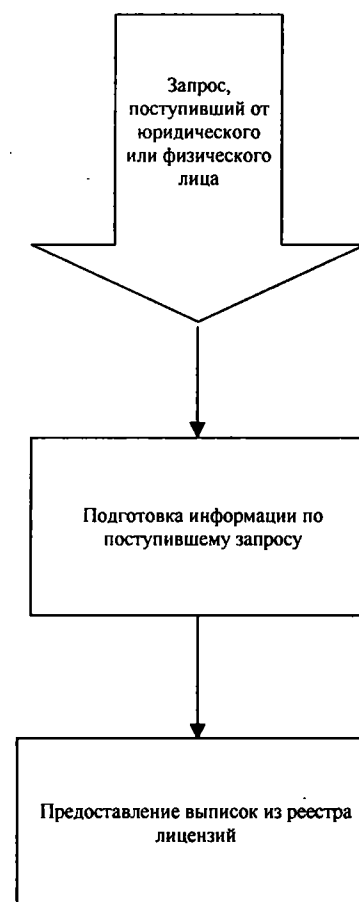 Запрос,
поступивший от
юридического
или физического
лица
Подготовка информации по
поступившему запросу
Предоставление выписок из реестра
лицензий